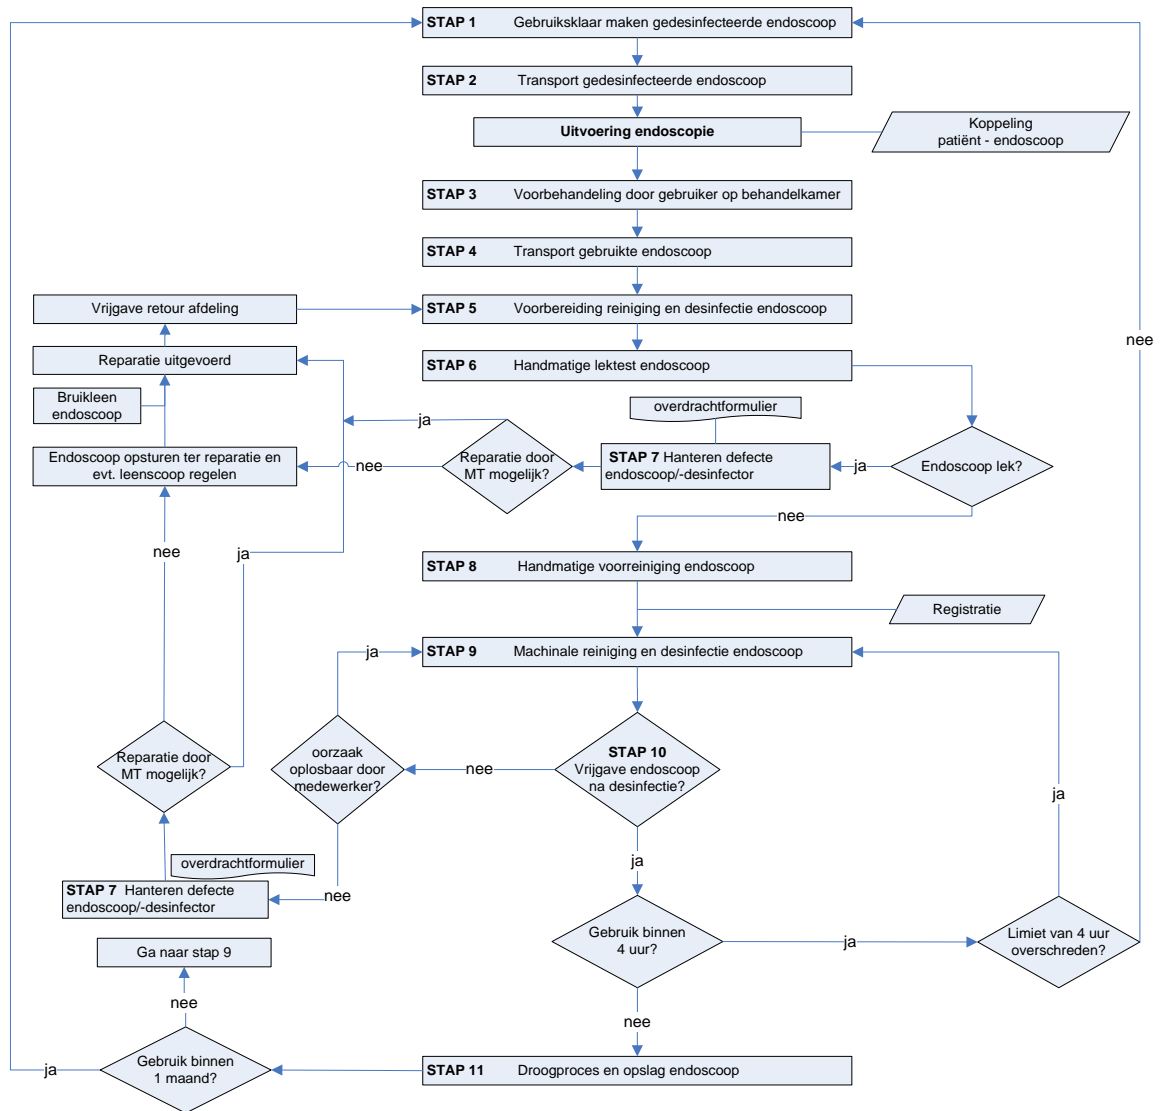 STAP 1 Gebruiksklaar maken gedesinfecteerde endoscoop
STAP 2 Transport gedesinfecteerde endoscoop
Uitvoering endoscopie
Koppeling
patiënt - endoscoop
STAP 3 Voorbehandeling door gebruiker op behandelkamer
STAP 4 Transport gebruikte endoscoop
Vrijgave retour afdeling
STAP 5 Voorbereiding reiniging en desinfectie endoscoop
nee
Reparatie uitgevoerd
STAP 6 Handmatige lektest endoscoop
Bruikleen
endoscoop
overdrachtformulier
ja
Endoscoop opsturen ter reparatie en
evt. leenscoop regelen
nee
Reparatie door
MT mogelijk?
STAP 7 Hanteren defecte
endoscoop/-desinfector
ja
Endoscoop lek?
nee
nee
ja
STAP 8 Handmatige voorreiniging endoscoop
Registratie
ja
STAP 9 Machinale reiniging en desinfectie endoscoop
Reparatie door
MT mogelijk?
oorzaak
oplosbaar door
medewerker?
nee
STAP 10
Vrijgave endoscoop
na desinfectie?
ja
ja
overdrachtformulier
STAP 7 Hanteren defecte
endoscoop/-desinfector
nee
Gebruik binnen
4 uur?
ja
Limiet van 4 uur
overschreden?
Ga naar stap 9
nee
nee
ja
Gebruik binnen
1 maand?
STAP 11 Droogproces en opslag endoscoop